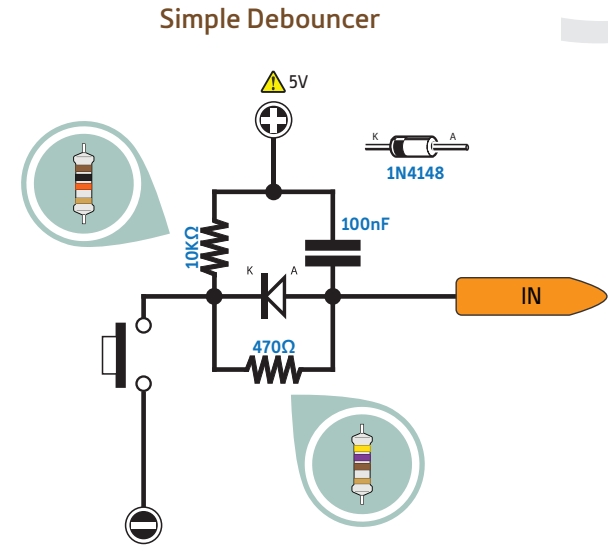 Simple Debouncer
5V
K A
1N4148
100nF
10KΩ
K A
IN
470Ω